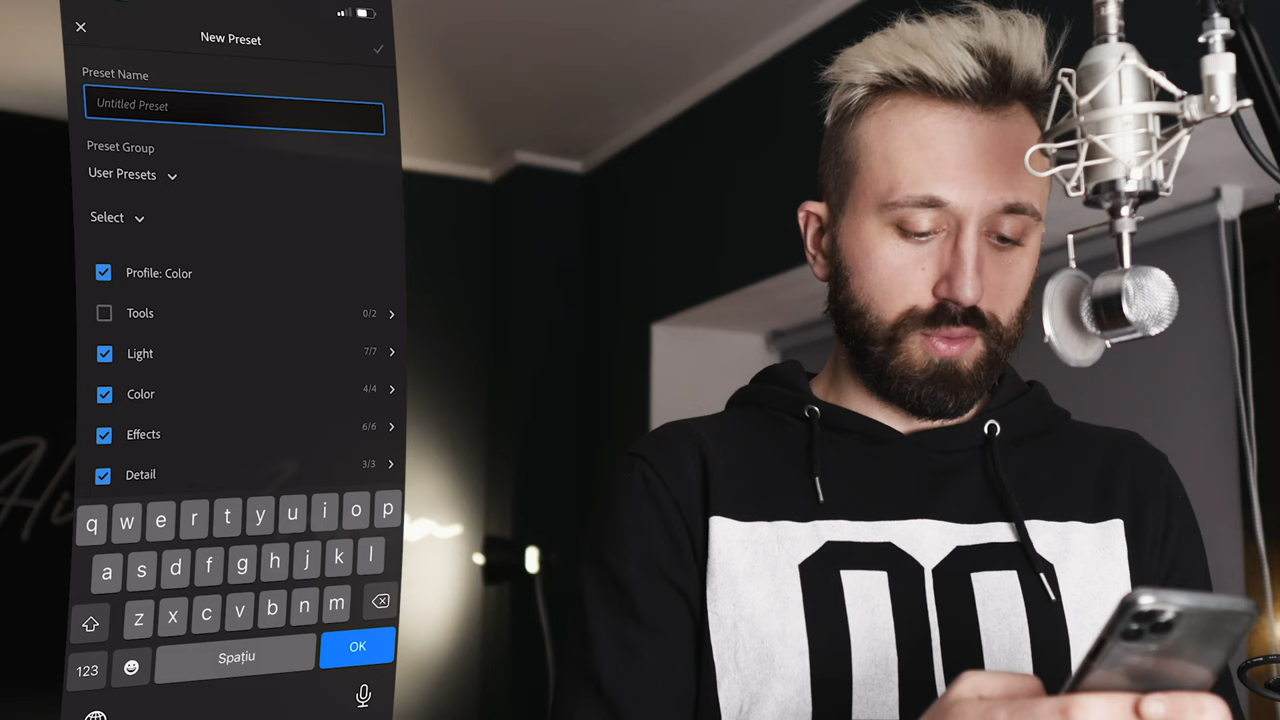 New Preset
Preset Name
Untitled Preset
Preset Group
User Presets
Select
Profile: Color
Tools 0/2
Light 7/7
Color 4/4
Effects 6/6
Detail 3/3
q w e r t y u i o p
a s d f g h j k l
z x c v b n m
123 Spațiu OK
00